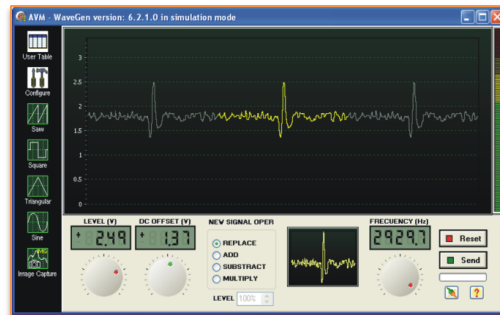 AVM - WaveGen version: 6.2.1.0 in simulation mode
User Table
Configure
Saw
Square
Triangular
Sine
Image Capture
3
2.5
2
1.5
1
0.5
0
LEVEL (V)
+ 2.49
DC OFFSET (V)
+ 1.37
NEW SIGNAL OPER
REPLACE
ADD
SUBSTRACT
MULTIPLY
LEVEL 100%
FRECUENCY (Hz)
2929.7
Reset
Send
?